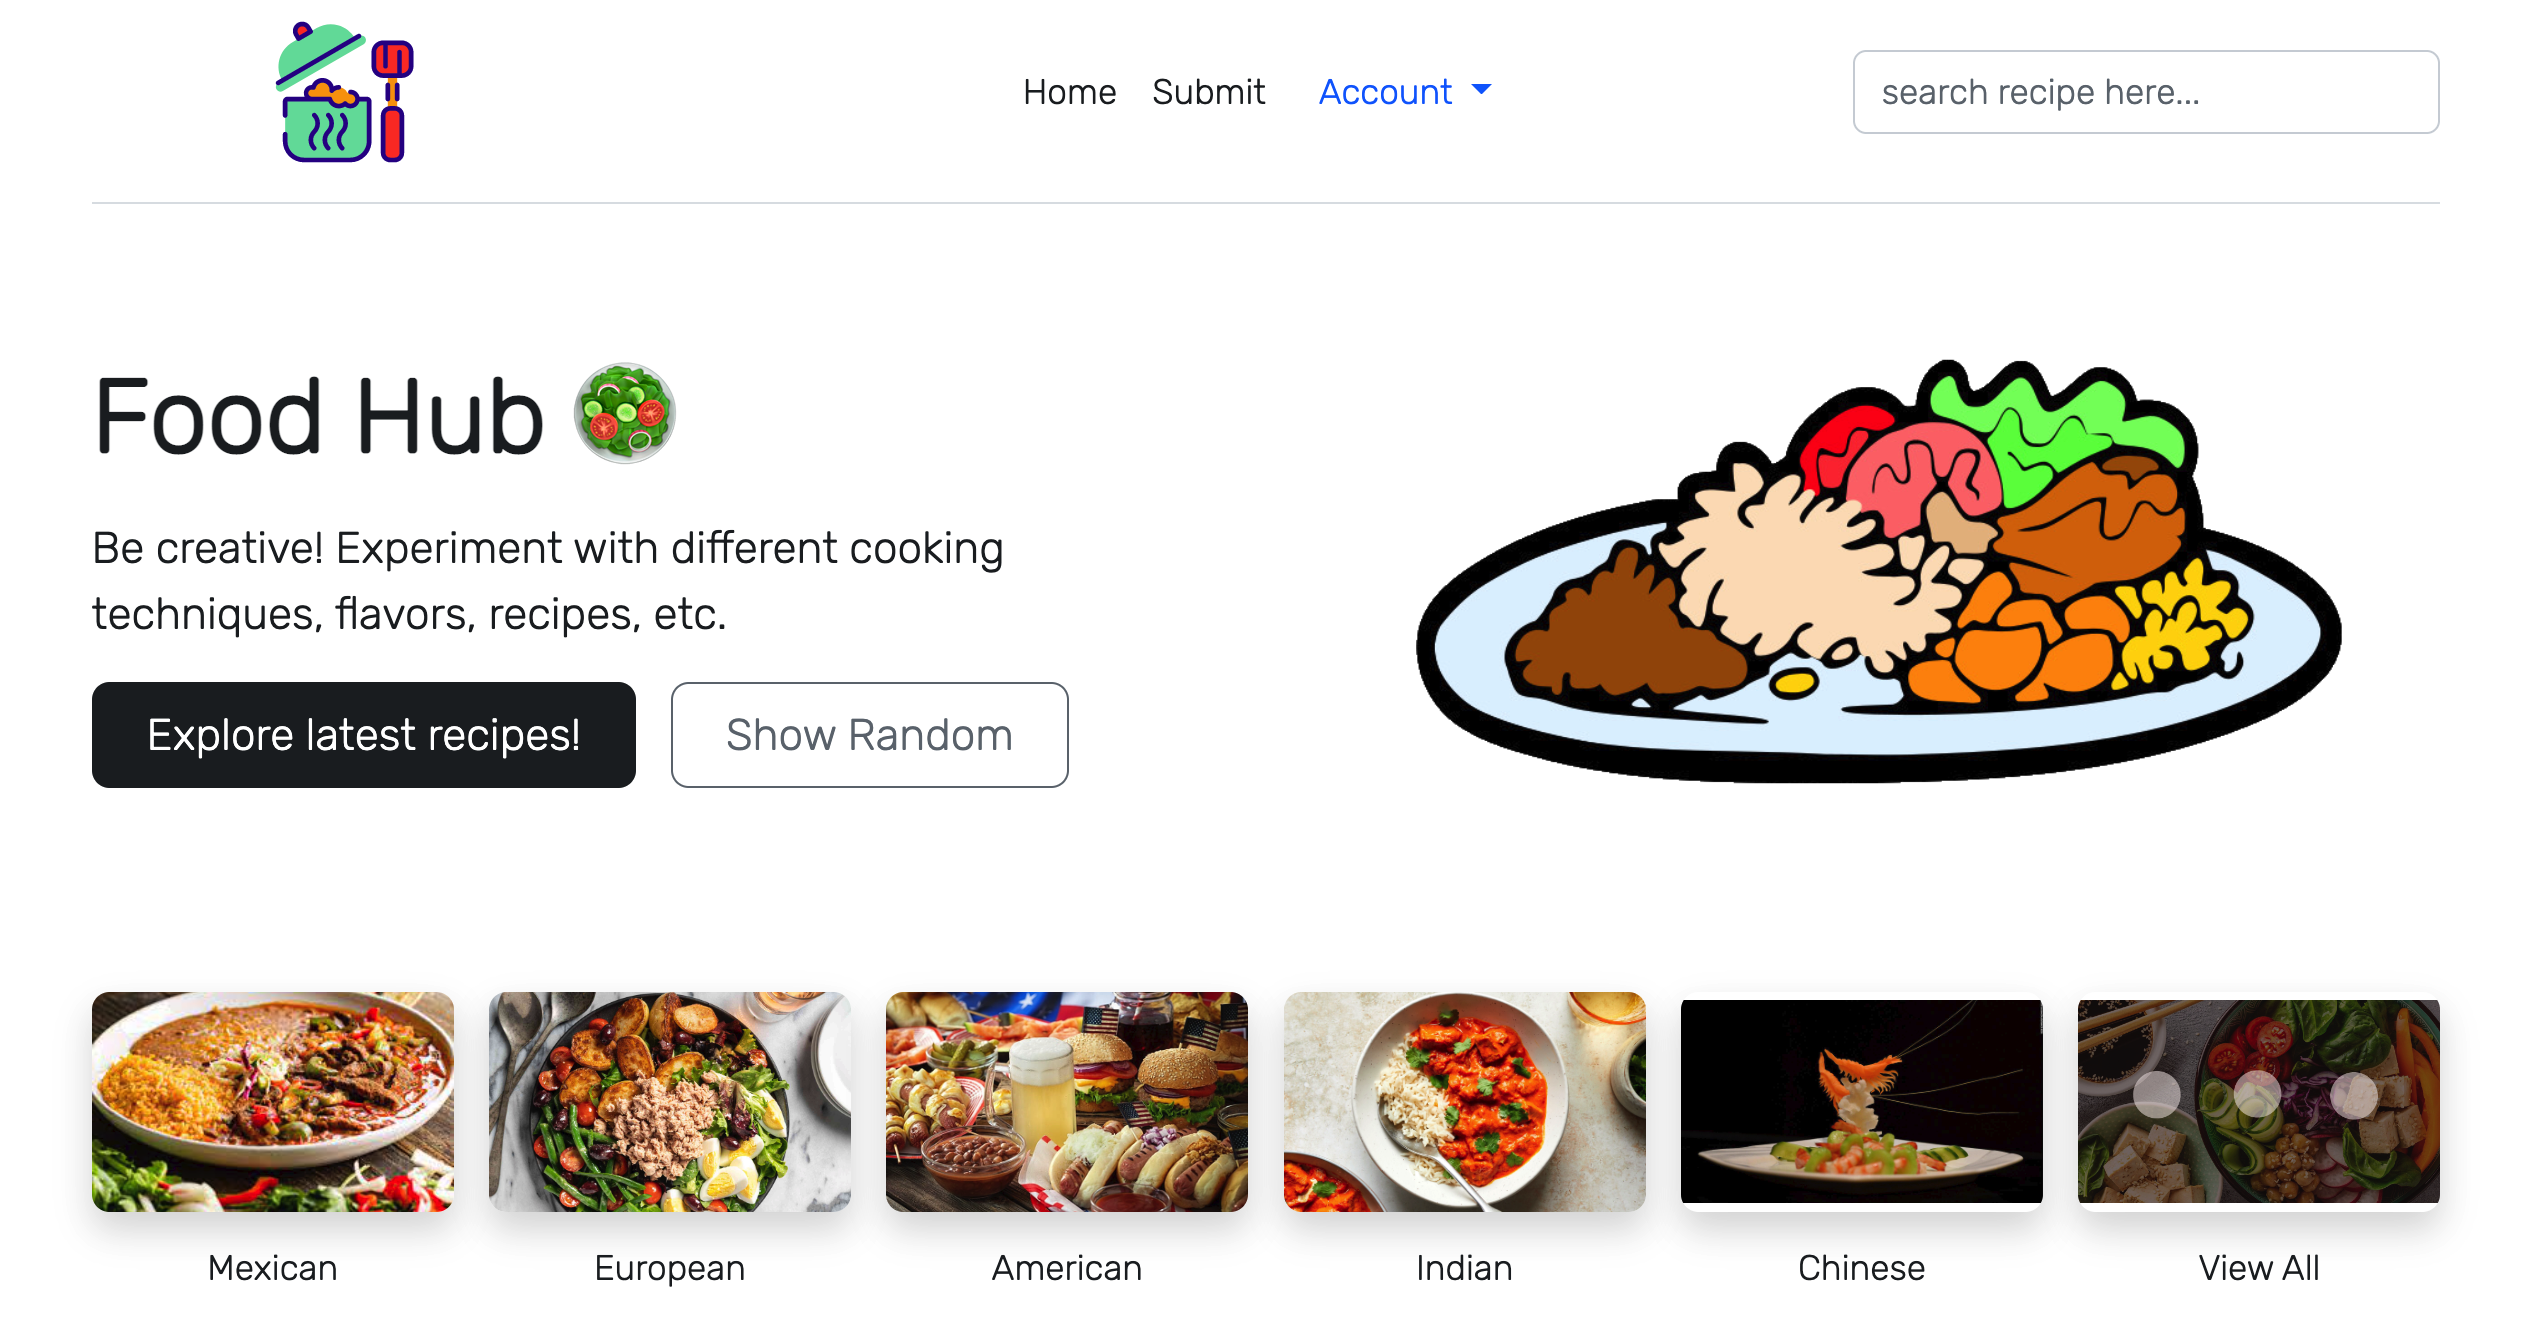 Home Submit Account
search recipe here...
Food Hub
Be creative! Experiment with different cooking
techniques, flavors, recipes, etc.
Explore latest recipes! Show Random
Mexican European American Indian Chinese View All